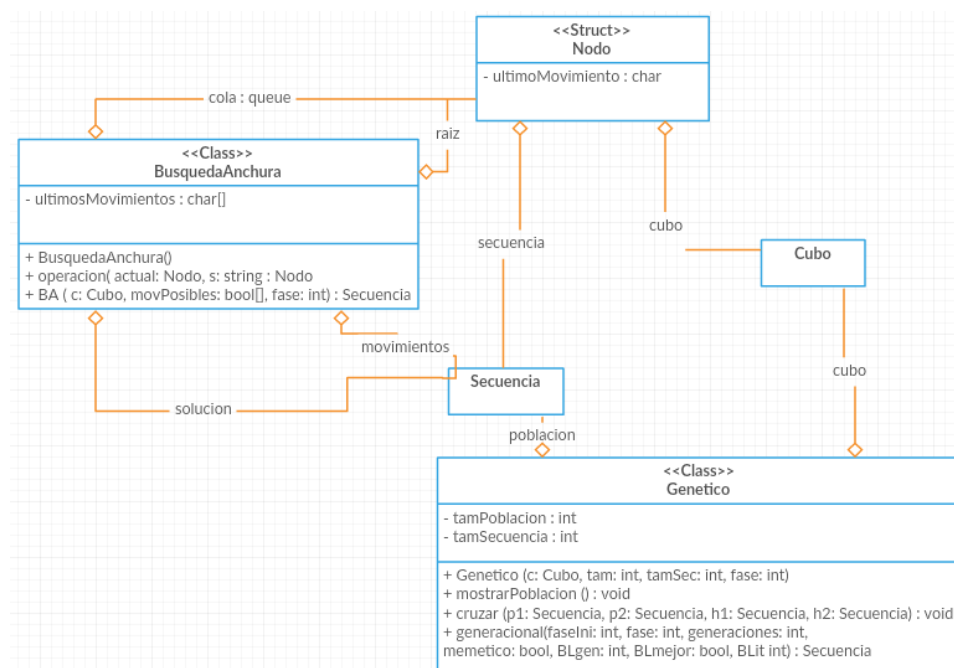 <<Struct>>
Nodo
- ultimoMovimiento : char
cola : queue
raiz
<<Class>>
BusquedaAnchura
- ultimosMovimientos : char[]
+ BusquedaAnchura()
+ operacion( actual: Nodo, s: string : Nodo
+ BA ( c: Cubo, movPosibles: bool[], fase: int) : Secuencia
secuencia
cubo
Cubo
movimientos
solucion
Secuencia
cubo
poblacion
<<Class>>
Genetico
- tamPoblacion : int
- tamSecuencia : int
+ Genetico (c: Cubo, tam: int, tamSec: int, fase: int)
+ mostrarPoblacion () : void
+ cruzar (p1: Secuencia, p2: Secuencia, h1: Secuencia, h2: Secuencia) : void
+ generacional(faseIni: int, fase: int, generaciones: int,
memetico: bool, BLgen: int, BLmejor: bool, BLit int) : Secuencia